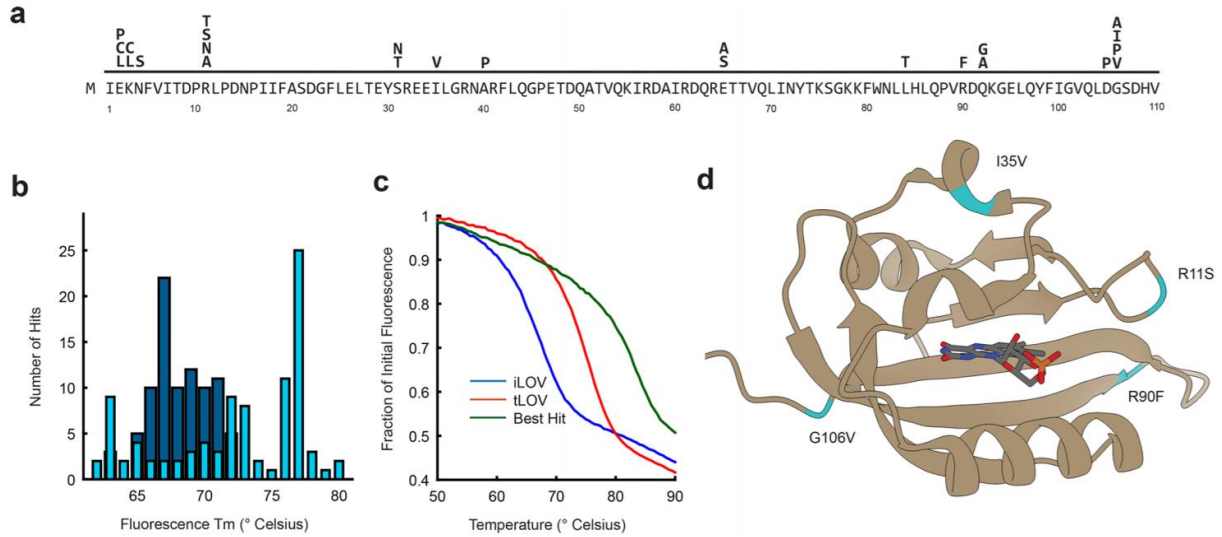 a
T A
P S I
CC N N A G P
LLS A T V P S T F A PV
M IEKNFVITDPRLPDNPIIFASDGFLELTEYSREEILGRNARFLQGPETDQATVQKIRDAIRDQRETTVQLINYTKSGKKFWNLLHLQPVRDQKGELQYFIGVQLDGSDHV
1 10 20 30 40 50 60 70 80 90 100 110
b
Number of Hits
25
20
15
10
5
0
65 70 75 80
Fluorescence Tm (° Celsius)
c
Fraction of Initial Fluorescence
1
0.9
0.8
0.7
0.6
0.5
0.4
iLOV
tLOV
Best Hit
50 60 70 80 90
Temperature (° Celsius)
d
I35V
R11S
R90F
G106V